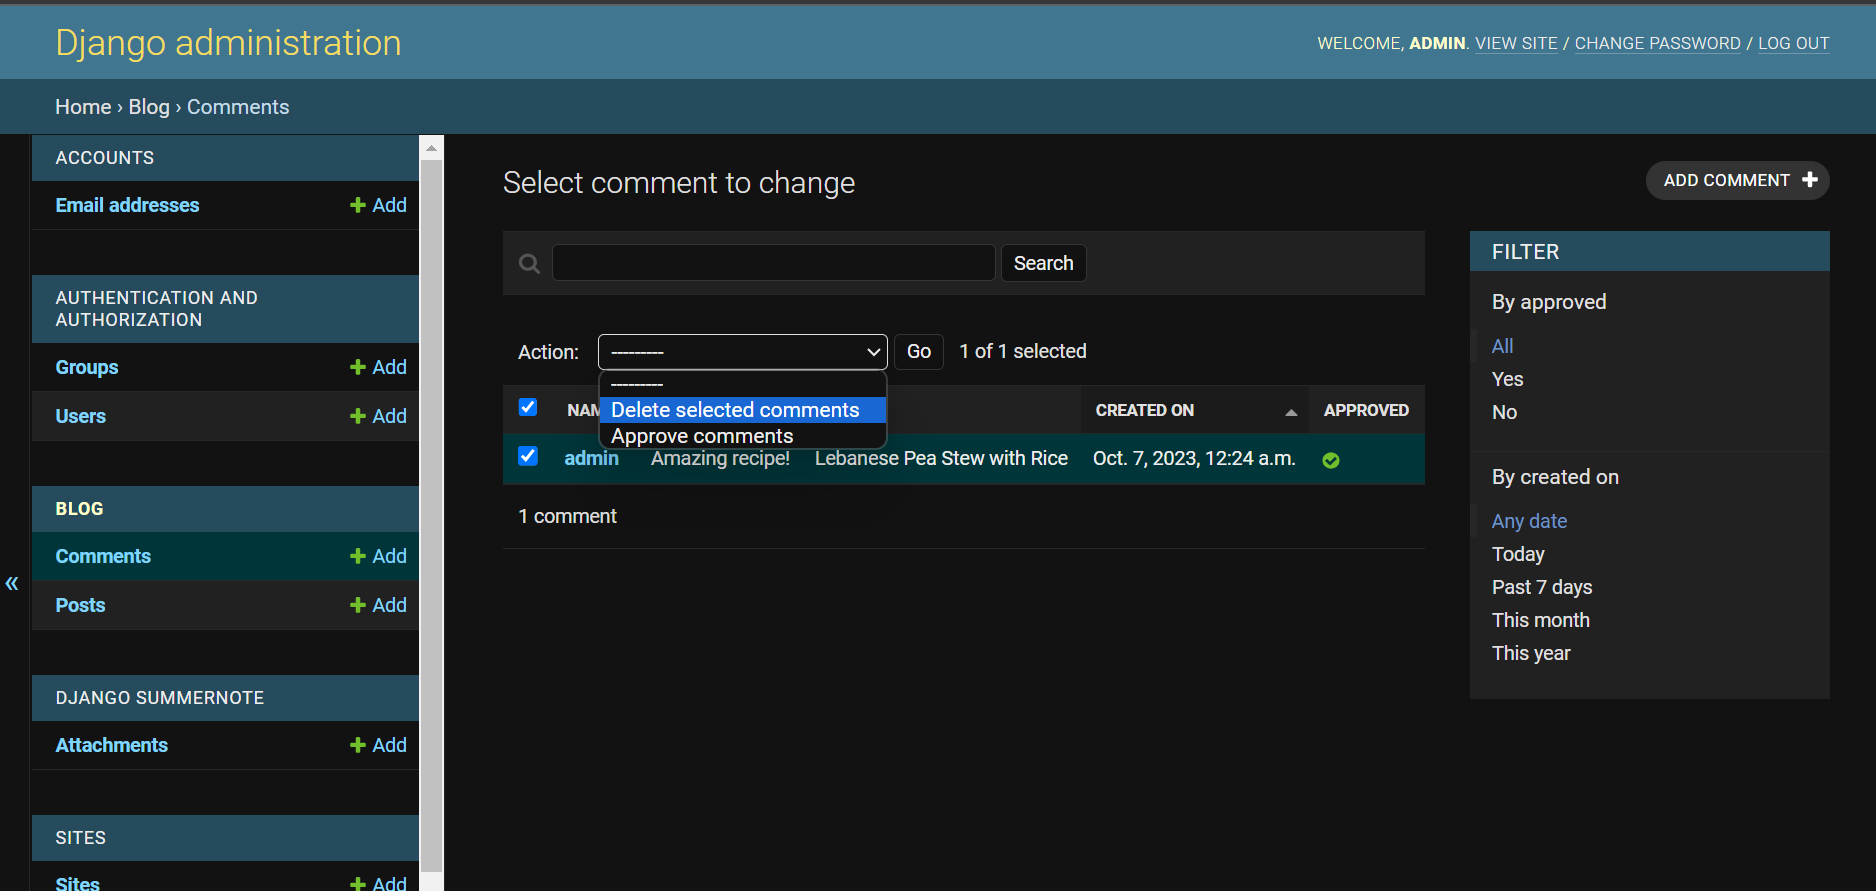 Django administration
WELCOME, ADMIN. VIEW SITE / CHANGE PASSWORD / LOG OUT
Home › Blog › Comments
ACCOUNTS
Email addresses + Add
AUTHENTICATION AND
AUTHORIZATION
Groups + Add
Users + Add
BLOG
Comments + Add
«
Posts + Add
DJANGO SUMMERNOTE
Attachments + Add
SITES
Sites + Add
Select comment to change
ADD COMMENT +
Search
Action: --------- Go 1 of 1 selected
---------
Delete selected comments
Approve comments
CREATED ON APPROVED
admin Amazing recipe! Lebanese Pea Stew with Rice Oct. 7, 2023, 12:24 a.m.
1 comment
FILTER
By approved
All
Yes
No
By created on
Any date
Today
Past 7 days
This month
This year